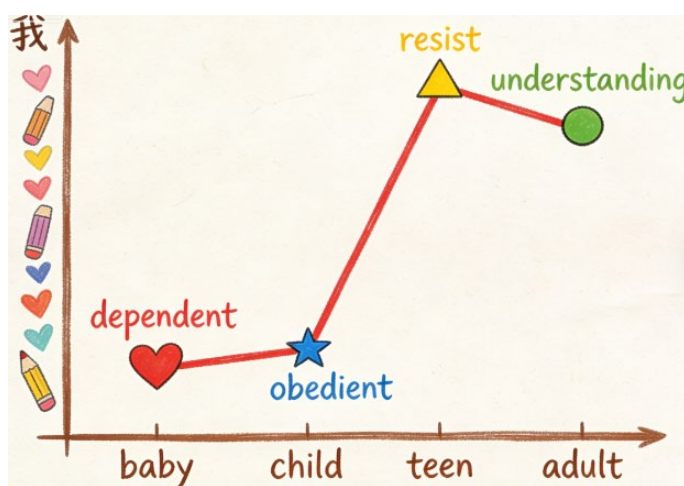 我
resist
understanding
dependent
obedient
baby child teen adult